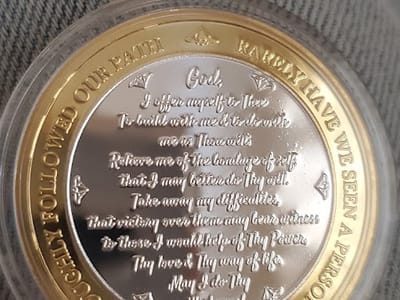 RARELY HAVE WE SEEN A PERSON
OUGHLY FOLLOWED OUR PATH
God,
I offer myself to Thee
To build with me & to do with
me as Thou wilt.
Relieve me of the bondage of self,
that I may better do Thy will.
Take away my difficulties,
that victory over them may bear witness
to those I would help of Thy Power,
Thy love & Thy way of life.
May I do Thy